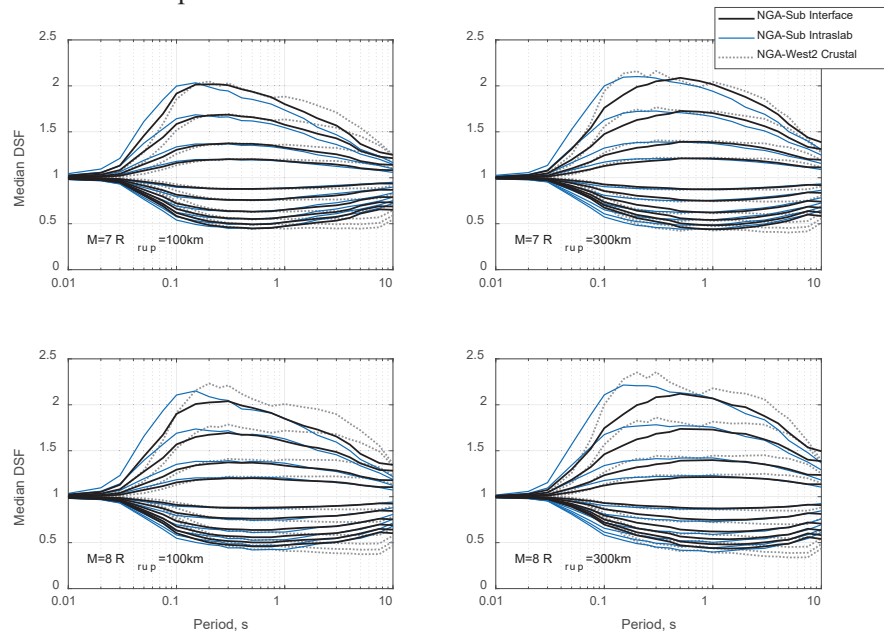 NGA-Sub Interface
NGA-Sub Intraslab
NGA-West2 Crustal
2.5
2
1.5
1
0.5
0
Median DSF
M=7 R rup=100km
0.01 0.1 1 10
2.5
2
1.5
1
0.5
0
M=7 R rup=300km
0.01 0.1 1 10
2.5
2
1.5
1
0.5
0
Median DSF
M=8 R rup=100km
0.01 0.1 1 10
Period, s
2.5
2
1.5
1
0.5
0
M=8 R rup=300km
0.01 0.1 1 10
Period, s